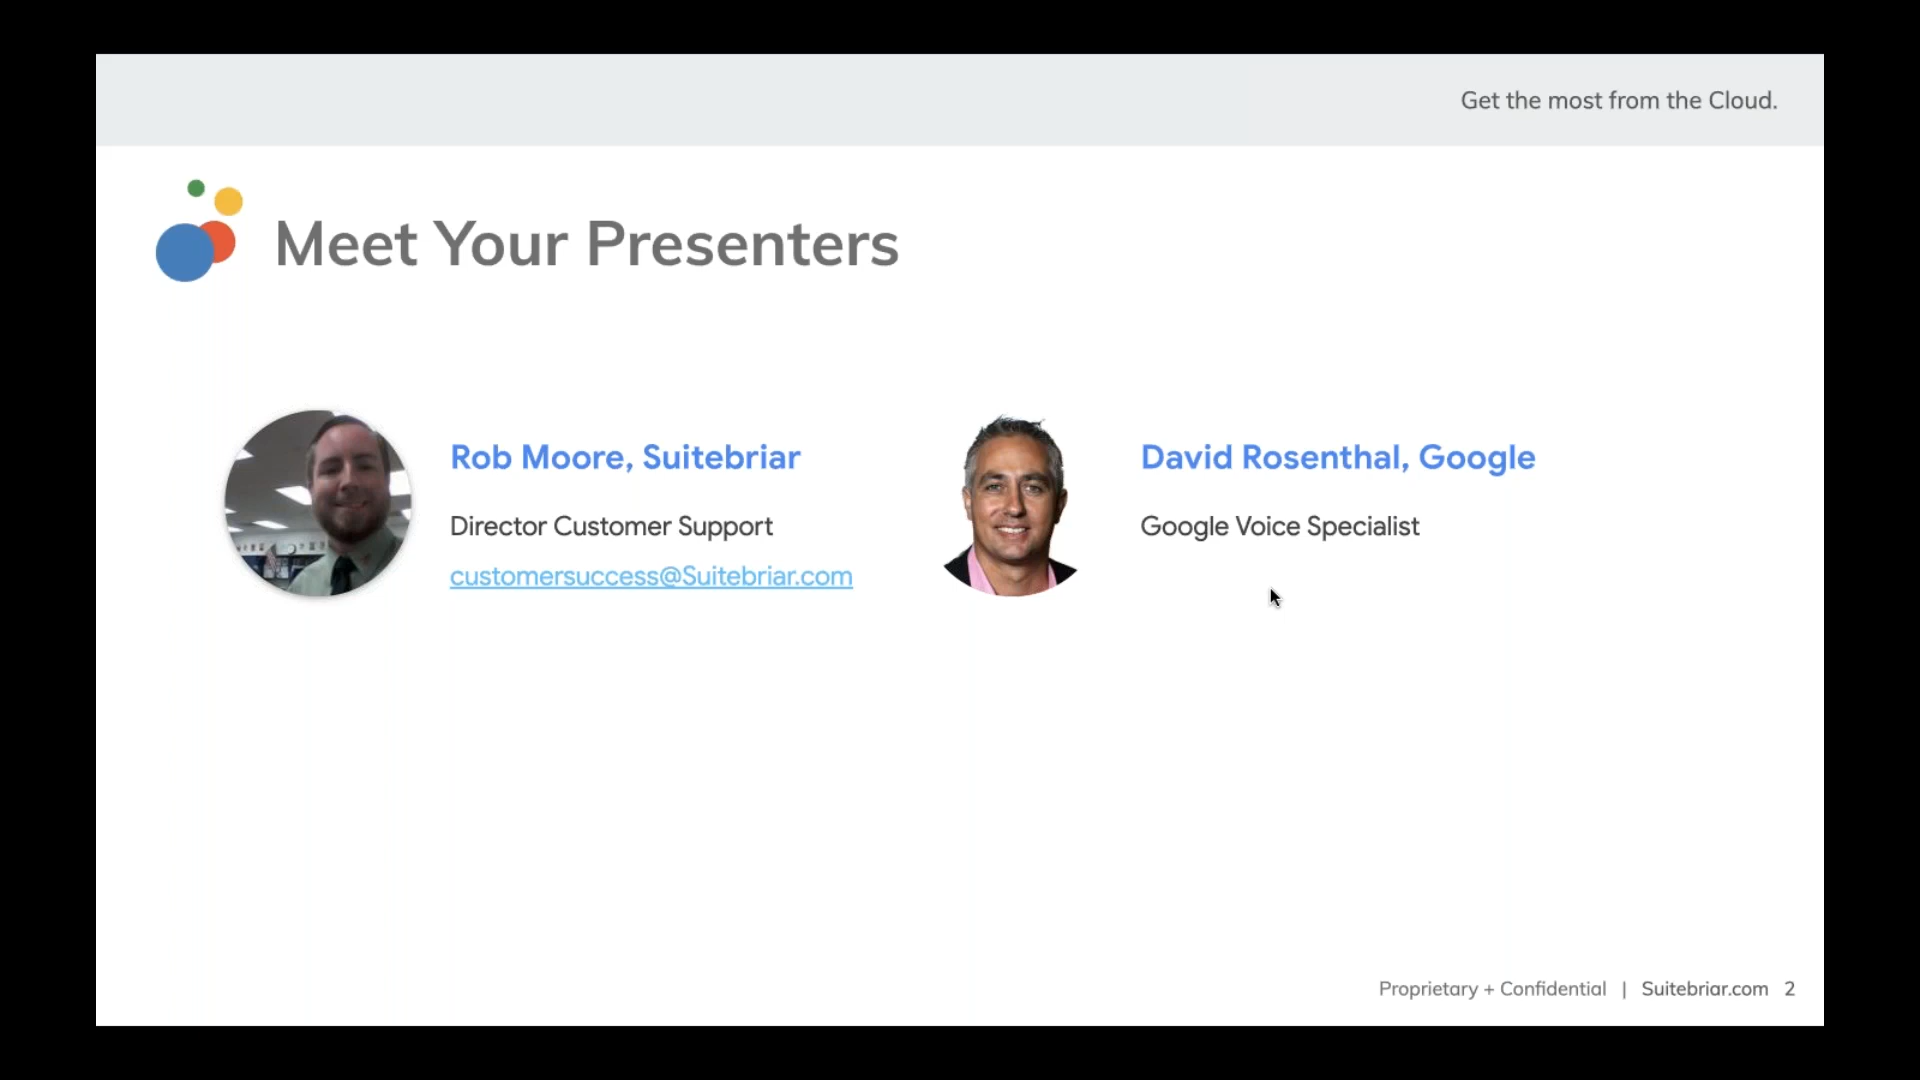 Get the most from the Cloud.
Meet Your Presenters
Rob Moore, Suitebriar
Director Customer Support
customersuccess@Suitebriar.com
David Rosenthal, Google
Google Voice Specialist
Proprietary + Confidential | Suitebriar.com 2